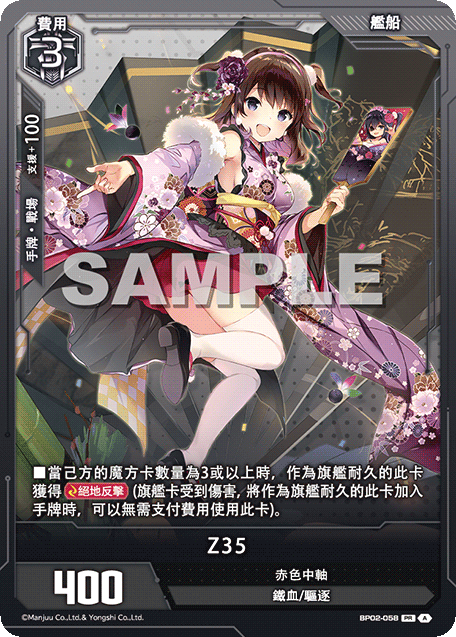 費用
艦船
3
手牌・戰場 支援+100
SAMPLE
■當己方的魔方卡數量為3或以上時，作為旗艦耐久的此卡
獲得 絕地反擊 (旗艦卡受到傷害，將作為旗艦耐久的此卡加入
手牌時，可以無需支付費用使用此卡)。
Z35
400
赤色中軸
鐵血/驅逐
©Manjuu Co.,Ltd.& Yongshi Co.,Ltd.
BP02-058 PR A